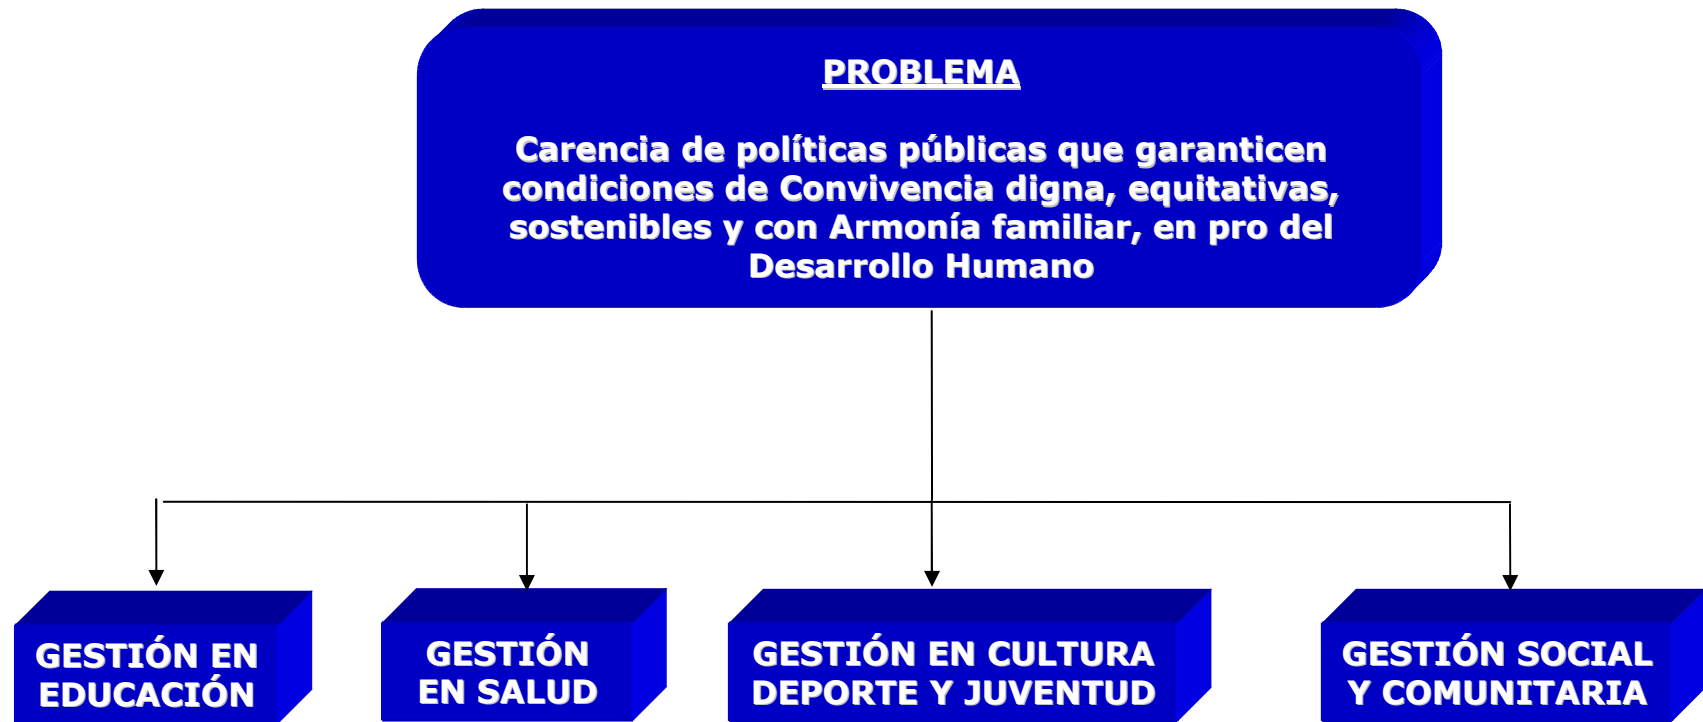 PROBLEMA
Carencia de políticas públicas que garanticen
condiciones de Convivencia digna, equitativas,
sostenibles y con Armonía familiar, en pro del
Desarrollo Humano
GESTIÓN EN
EDUCACIÓN
GESTIÓN
EN SALUD
GESTIÓN EN CULTURA
DEPORTE Y JUVENTUD
GESTIÓN SOCIAL
Y COMUNITARIA